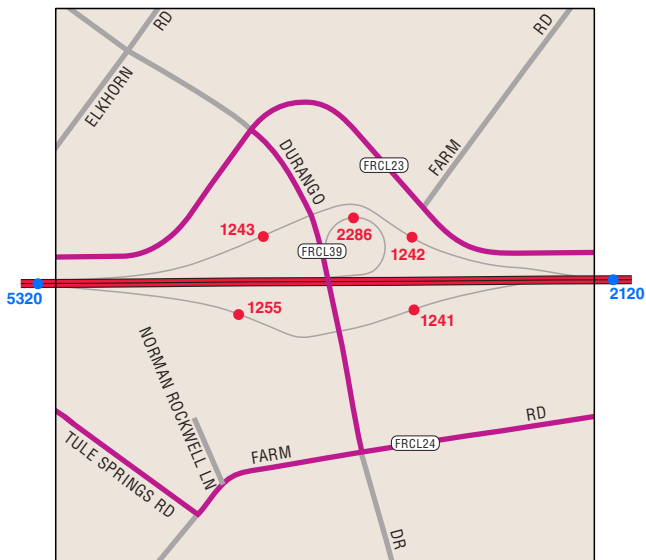 RD
RD
ELKHORN
DURANGO
FRCL23
FARM
1243
2286
1242
FRCL39
5320
2120
1255
1241
NORMAN ROCKWELL LN
RD
FRCL24
FARM
TULE SPRINGS RD
DR